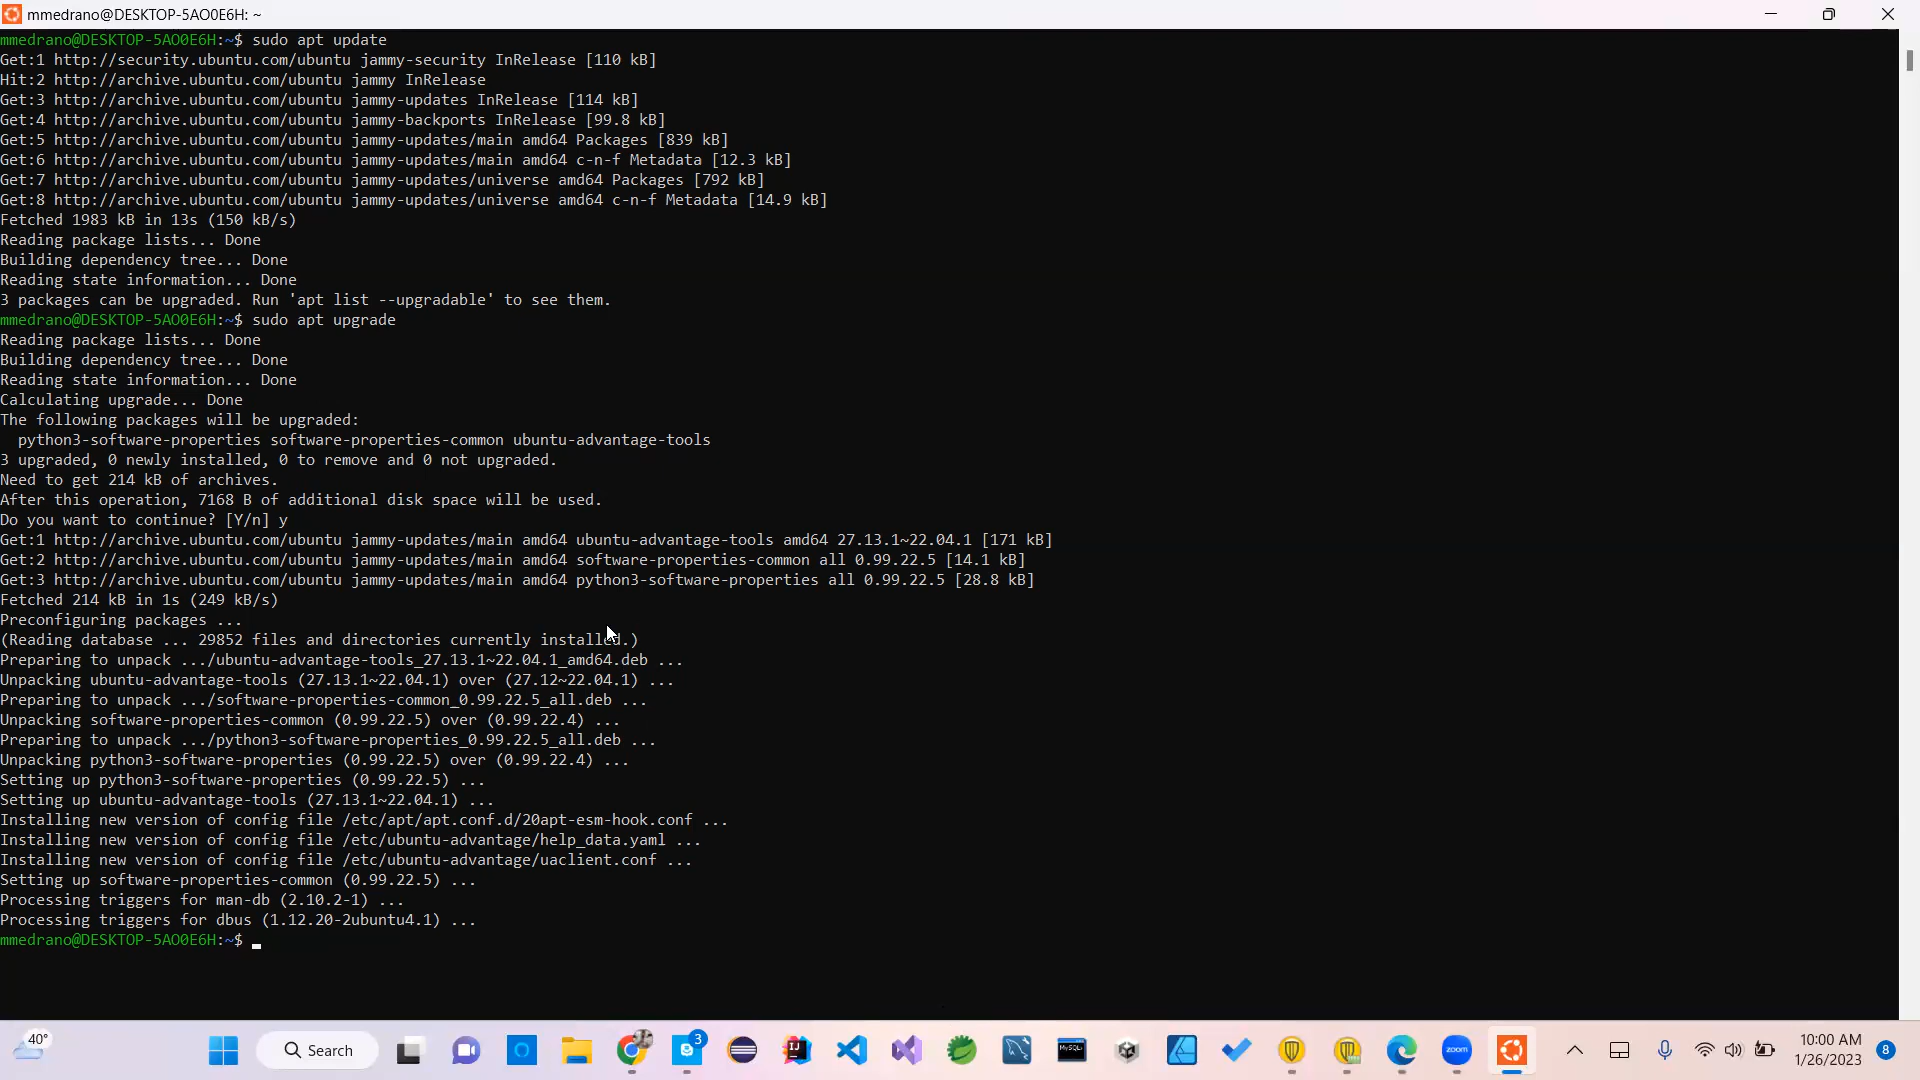 mmedrano@DESKTOP-5AO0E6H: ~
mmedrano@DESKTOP-5AO0E6H:~$ sudo apt update
Get:1 http://security.ubuntu.com/ubuntu jammy-security InRelease [110 kB]
Hit:2 http://archive.ubuntu.com/ubuntu jammy InRelease
Get:3 http://archive.ubuntu.com/ubuntu jammy-updates InRelease [114 kB]
Get:4 http://archive.ubuntu.com/ubuntu jammy-backports InRelease [99.8 kB]
Get:5 http://archive.ubuntu.com/ubuntu jammy-updates/main amd64 Packages [839 kB]
Get:6 http://archive.ubuntu.com/ubuntu jammy-updates/main amd64 c-n-f Metadata [12.3 kB]
Get:7 http://archive.ubuntu.com/ubuntu jammy-updates/universe amd64 Packages [792 kB]
Get:8 http://archive.ubuntu.com/ubuntu jammy-updates/universe amd64 c-n-f Metadata [14.9 kB]
Fetched 1983 kB in 13s (150 kB/s)
Reading package lists... Done
Building dependency tree... Done
Reading state information... Done
3 packages can be upgraded. Run 'apt list --upgradable' to see them.
mmedrano@DESKTOP-5AO0E6H:~$ sudo apt upgrade
Reading package lists... Done
Building dependency tree... Done
Reading state information... Done
Calculating upgrade... Done
The following packages will be upgraded:
  python3-software-properties software-properties-common ubuntu-advantage-tools
3 upgraded, 0 newly installed, 0 to remove and 0 not upgraded.
Need to get 214 kB of archives.
After this operation, 7168 B of additional disk space will be used.
Do you want to continue? [Y/n] y
Get:1 http://archive.ubuntu.com/ubuntu jammy-updates/main amd64 ubuntu-advantage-tools amd64 27.13.1~22.04.1 [171 kB]
Get:2 http://archive.ubuntu.com/ubuntu jammy-updates/main amd64 software-properties-common all 0.99.22.5 [14.1 kB]
Get:3 http://archive.ubuntu.com/ubuntu jammy-updates/main amd64 python3-software-properties all 0.99.22.5 [28.8 kB]
Fetched 214 kB in 1s (249 kB/s)
Preconfiguring packages ...
(Reading database ... 29852 files and directories currently installed.)
Preparing to unpack .../ubuntu-advantage-tools_27.13.1~22.04.1_amd64.deb ...
Unpacking ubuntu-advantage-tools (27.13.1~22.04.1) over (27.12~22.04.1) ...
Preparing to unpack .../software-properties-common_0.99.22.5_all.deb ...
Unpacking software-properties-common (0.99.22.5) over (0.99.22.4) ...
Preparing to unpack .../python3-software-properties_0.99.22.5_all.deb ...
Unpacking python3-software-properties (0.99.22.5) over (0.99.22.4) ...
Setting up python3-software-properties (0.99.22.5) ...
Setting up ubuntu-advantage-tools (27.13.1~22.04.1) ...
Installing new version of config file /etc/apt/apt.conf.d/20apt-esm-hook.conf ...
Installing new version of config file /etc/ubuntu-advantage/help_data.yaml ...
Installing new version of config file /etc/ubuntu-advantage/uaclient.conf ...
Setting up software-properties-common (0.99.22.5) ...
Processing triggers for man-db (2.10.2-1) ...
Processing triggers for dbus (1.12.20-2ubuntu4.1) ...
mmedrano@DESKTOP-5AO0E6H:~$
40°
Search
3
IJ
MySQL
zoom
10:00 AM
1/26/2023
8